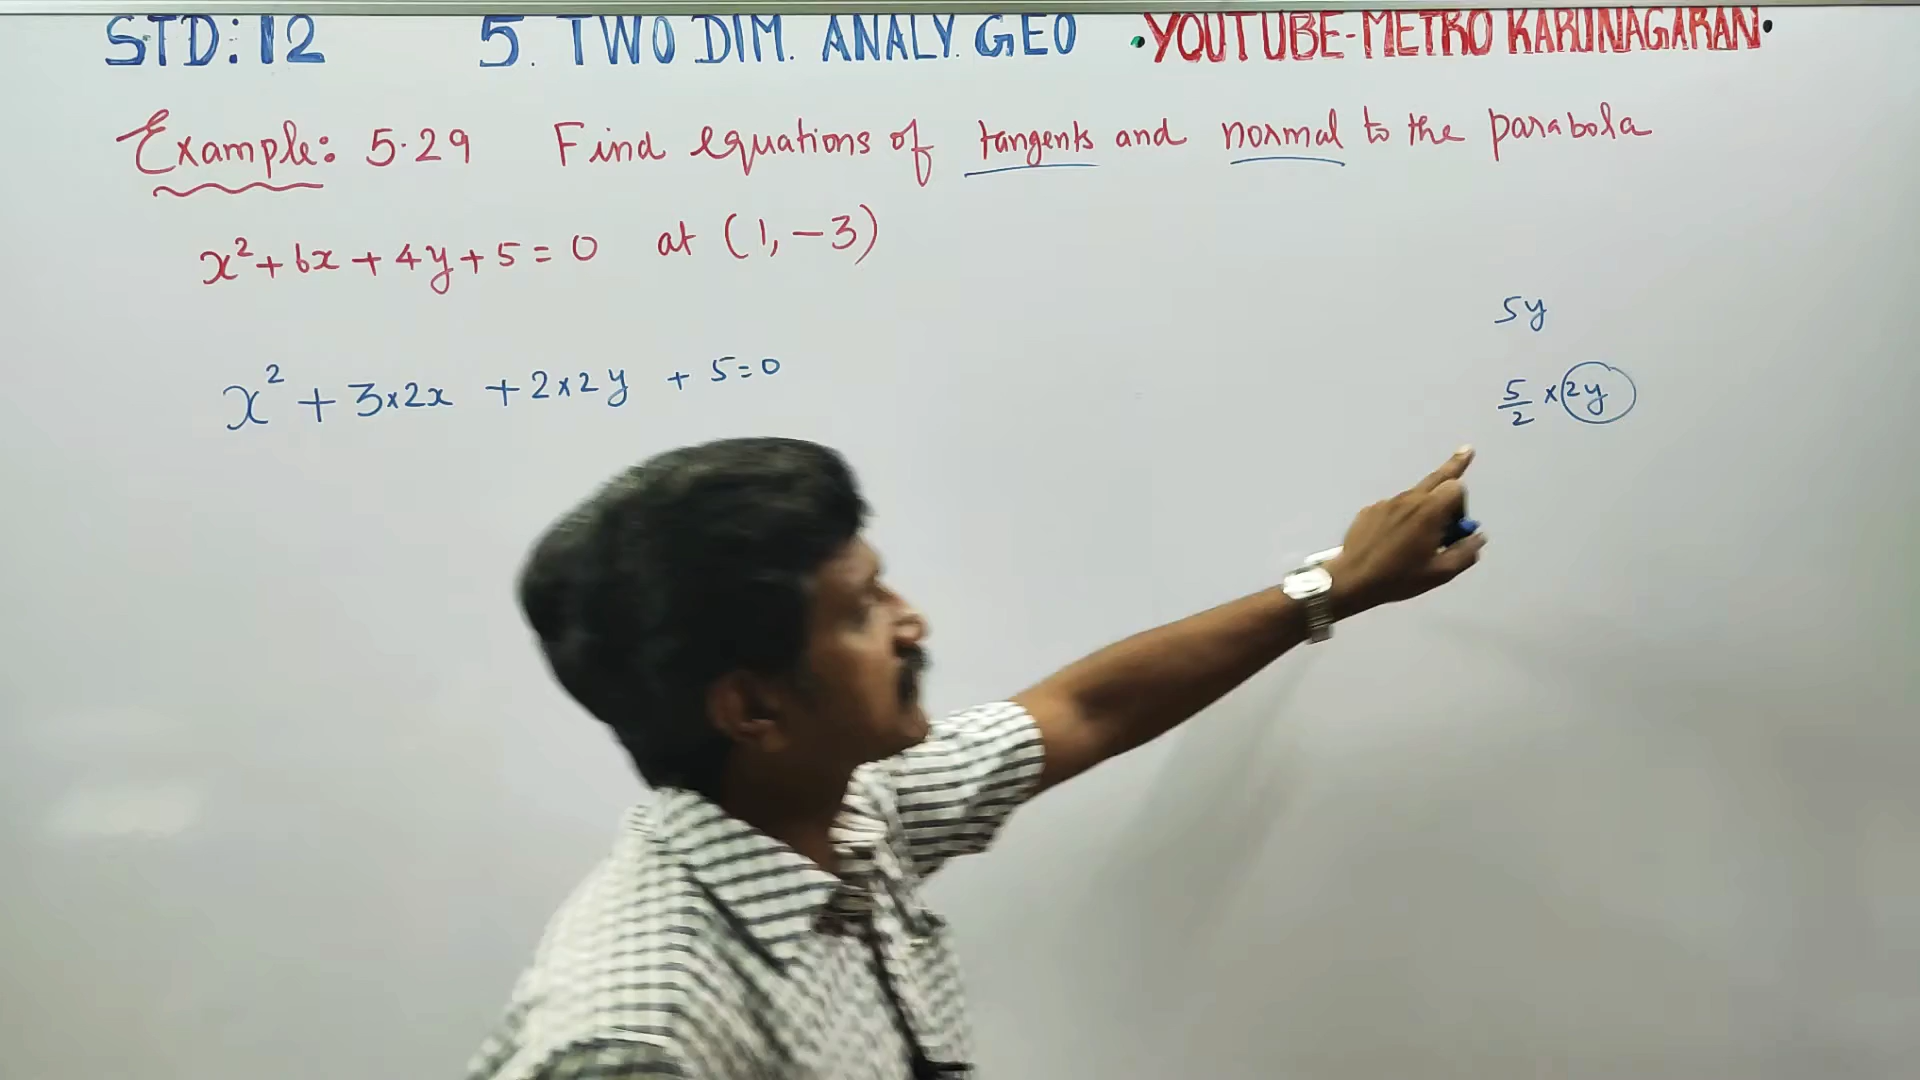 STD: 12 5. TWO DIM. ANALY. GEO • YOUTUBE-METRO KARUNAGARAN •
Example: 5.29 Find equations of tangents and normal to the parabola
x² + 6x + 4y + 5 = 0 at (1, -3)
5y
x² + 3×2x + 2×2y + 5 = 0
5/2 × 2y